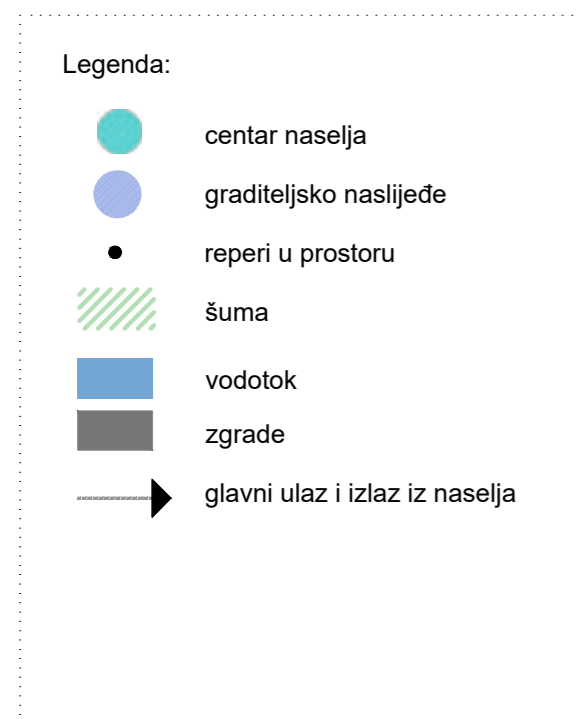 Legenda:
centar naselja
graditeljsko naslijeđe
reperi u prostoru
šuma
vodotok
zgrade
glavni ulaz i izlaz iz naselja